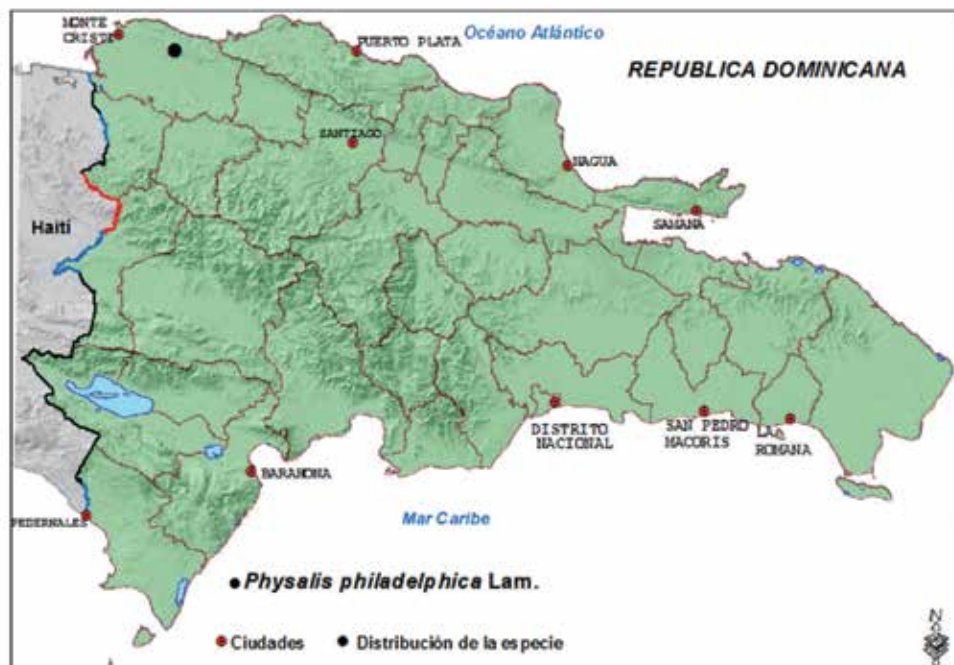 MONTE
CRISTI
PUERTO PLATA
Océano Atlántico
REPUBLICA DOMINICANA
SANTIAGO
NAGUA
SAMANA
Haití
DISTRITO
NACIONAL
SAN PEDRO
MACORIS
LA
ROMANA
BARAHONA
PEDERNALES
Mar Caribe
Physalis philadelphica Lam.
Ciudades
Distribución de la especie
N